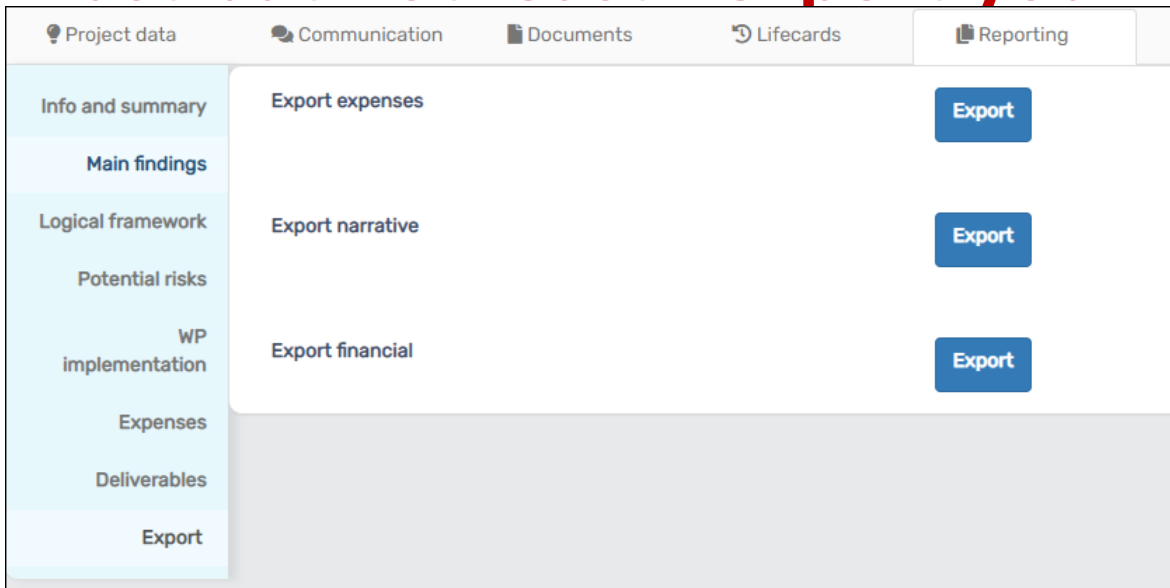 Project data
Communication
Documents
Lifecards
Reporting
Info and summary
Main findings
Logical framework
Potential risks
WP
implementation
Expenses
Deliverables
Export
Export expenses
Export
Export narrative
Export
Export financial
Export